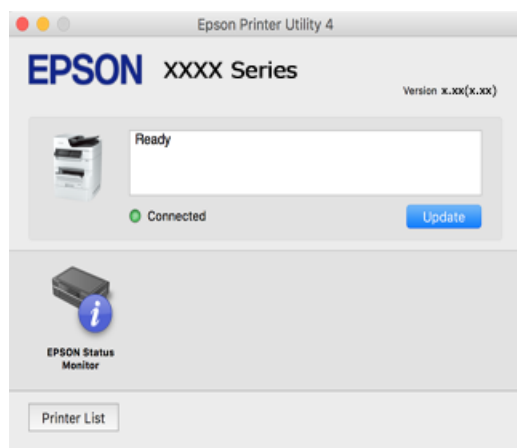 Epson Printer Utility 4
EPSON XXXX Series
Version x.xx(x.xx)
Ready
Connected
Update
i
EPSON Status
Monitor
Printer List